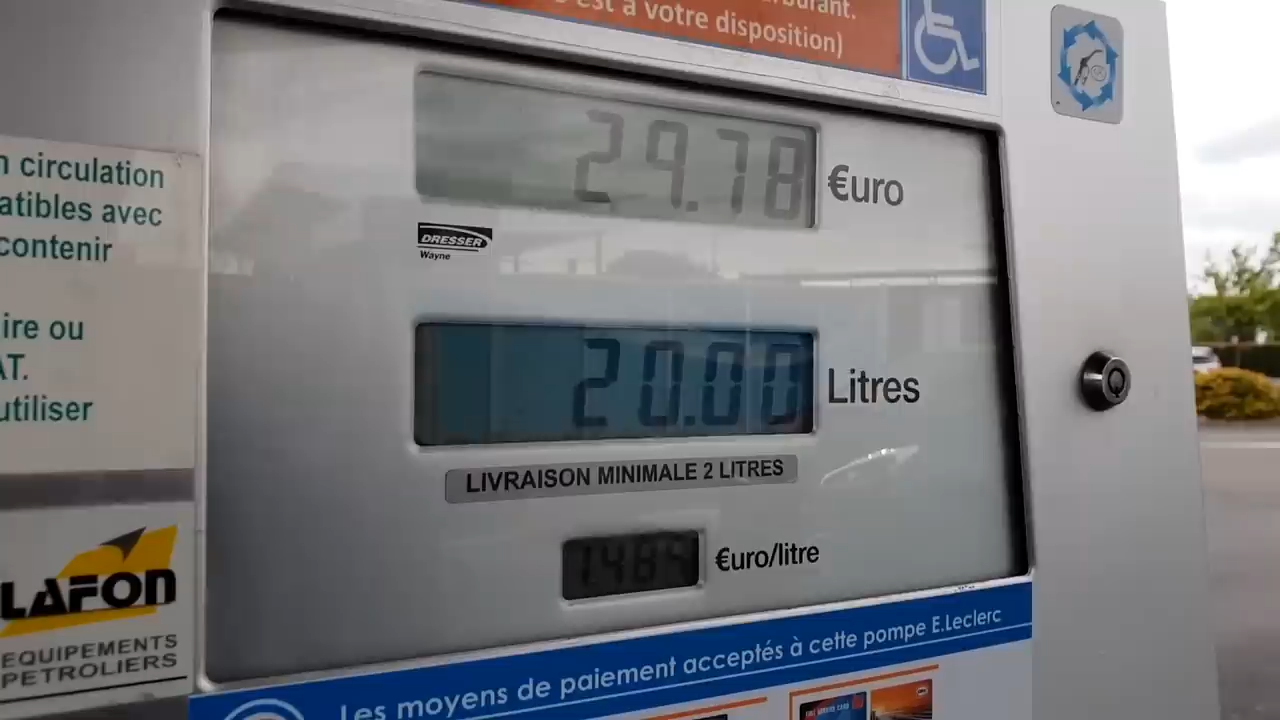 burant.
est à votre disposition)
29.78
€uro
n circulation
atibles avec
contenir
ire ou
AT.
utiliser
DRESSER
Wayne
20.00
Litres
LIVRAISON MINIMALE 2 LITRES
€uro/litre
LAFON
EQUIPEMENTS
PETROLIERS
Les moyens de paiement acceptés à cette pompe E.Leclerc